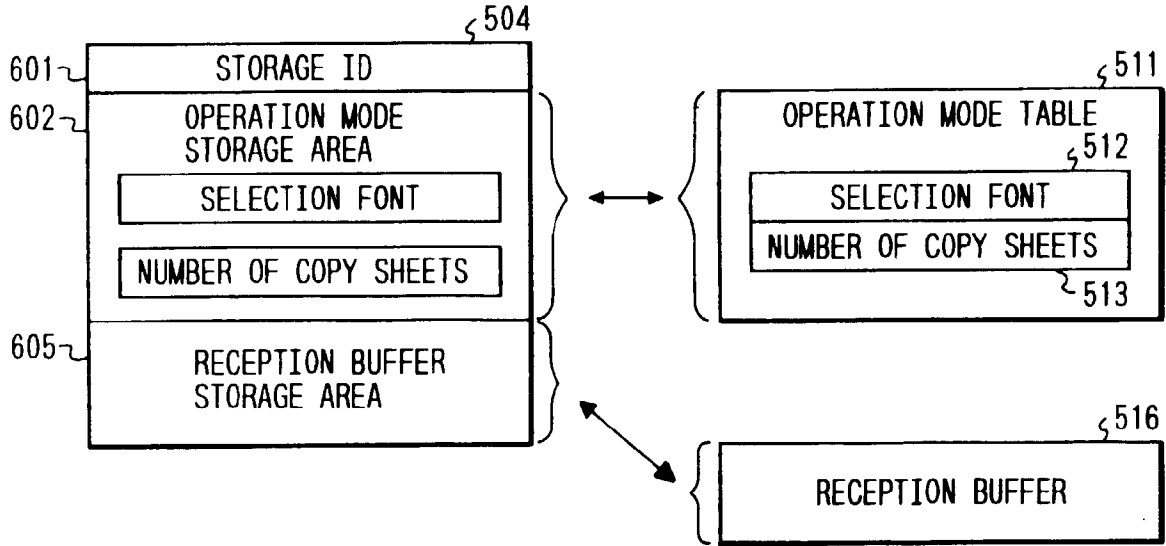 504
601
STORAGE ID
602
OPERATION MODE
STORAGE AREA
SELECTION FONT
NUMBER OF COPY SHEETS
605
RECEPTION BUFFER
STORAGE AREA
511
OPERATION MODE TABLE
512
SELECTION FONT
NUMBER OF COPY SHEETS
513
516
RECEPTION BUFFER